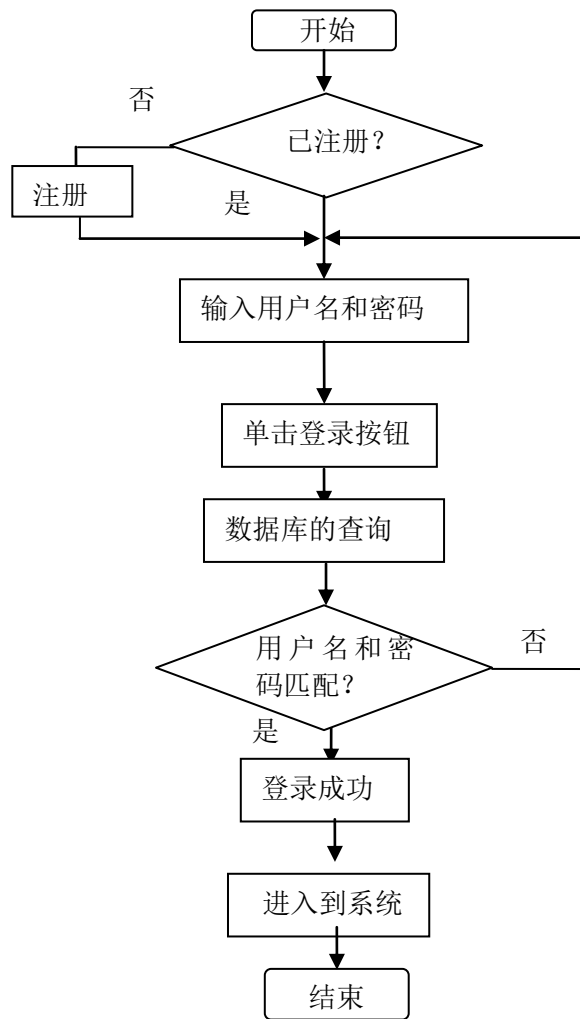 开始
否
已注册？
注册
是
输入用户名和密码
单击登录按钮
数据库的查询
用户名和密
码匹配？
否
是
登录成功
进入到系统
结束